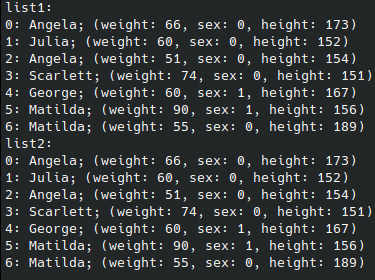 list1:
0: Angela; (weight: 66, sex: 0, height: 173)
1: Julia; (weight: 60, sex: 0, height: 152)
2: Angela; (weight: 51, sex: 0, height: 154)
3: Scarlett; (weight: 74, sex: 0, height: 151)
4: George; (weight: 60, sex: 1, height: 167)
5: Matilda; (weight: 90, sex: 1, height: 156)
6: Matilda; (weight: 55, sex: 0, height: 189)
list2:
0: Angela; (weight: 66, sex: 0, height: 173)
1: Julia; (weight: 60, sex: 0, height: 152)
2: Angela; (weight: 51, sex: 0, height: 154)
3: Scarlett; (weight: 74, sex: 0, height: 151)
4: George; (weight: 60, sex: 1, height: 167)
5: Matilda; (weight: 90, sex: 1, height: 156)
6: Matilda; (weight: 55, sex: 0, height: 189)